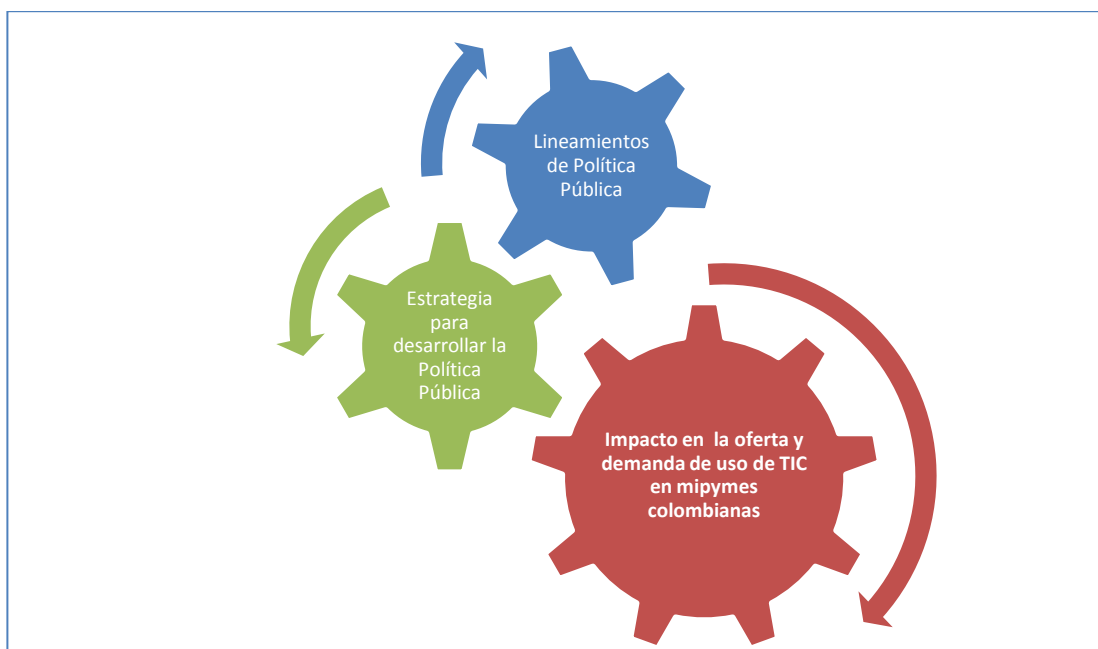 Lineamientos
de Política
Pública
Estrategia
para
desarrollar la
Política
Pública
Impacto en la oferta y
demanda de uso de TIC
en mipymes
colombianas